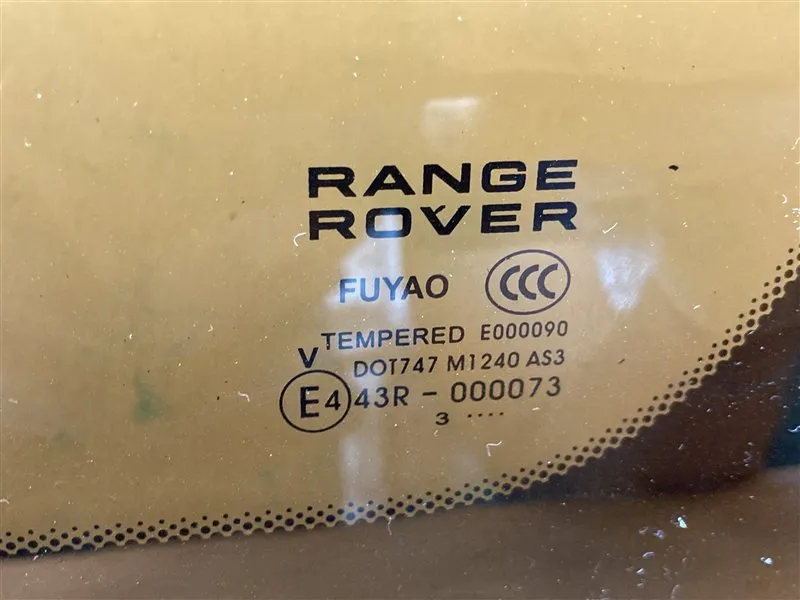 RANGE
ROVER
FUYAO CCC
TEMPERED E000090
V DOT747 M1240 AS3
E4 43R - 000073
3 ....